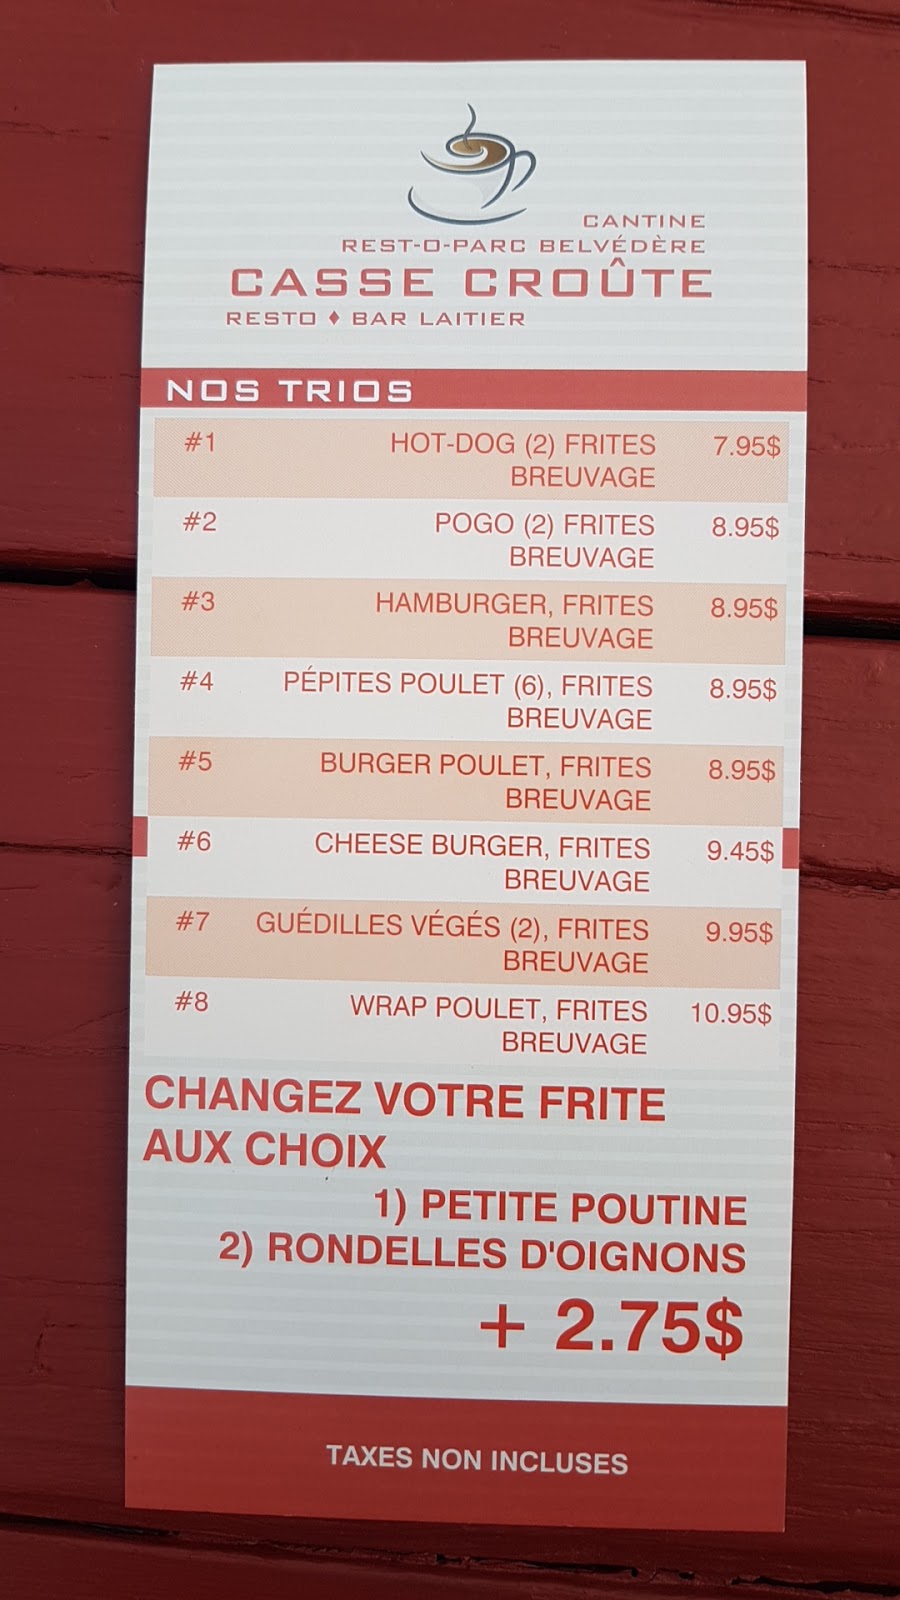 CANTINE
REST-O-PARC BELVÉDÈRE
CASSE CROÛTE
RESTO ♦ BAR LAITIER
NOS TRIOS
#1 HOT-DOG (2) FRITES 7.95$
BREUVAGE
#2 POGO (2) FRITES 8.95$
BREUVAGE
#3 HAMBURGER, FRITES 8.95$
BREUVAGE
#4 PÉPITES POULET (6), FRITES 8.95$
BREUVAGE
#5 BURGER POULET, FRITES 8.95$
BREUVAGE
#6 CHEESE BURGER, FRITES 9.45$
BREUVAGE
#7 GUÉDILLES VÉGÉS (2), FRITES 9.95$
BREUVAGE
#8 WRAP POULET, FRITES 10.95$
BREUVAGE
CHANGEZ VOTRE FRITE
AUX CHOIX
1) PETITE POUTINE
2) RONDELLES D'OIGNONS
+ 2.75$
TAXES NON INCLUSES